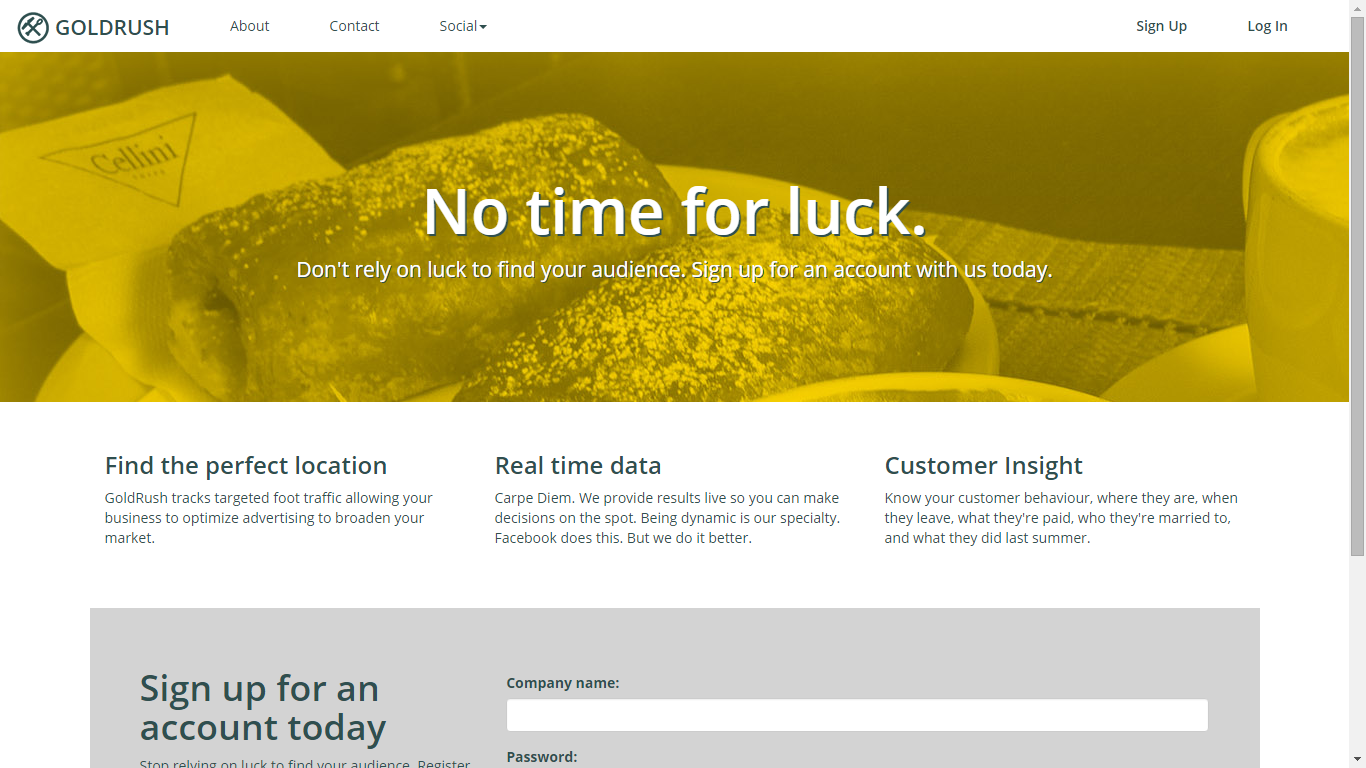 GOLDRUSH
About
Contact
Social
Sign Up
Log In
Cellini
No time for luck.
Don't rely on luck to find your audience. Sign up for an account with us today.
Find the perfect location
GoldRush tracks targeted foot traffic allowing your
business to optimize advertising to broaden your
market.
Real time data
Carpe Diem. We provide results live so you can make
decisions on the spot. Being dynamic is our specialty.
Facebook does this. But we do it better.
Customer Insight
Know your customer behaviour, where they are, when
they leave, what they're paid, who they're married to,
and what they did last summer.
Sign up for an
account today
Stop relying on luck to find your audience. Register
Company name:
Password: